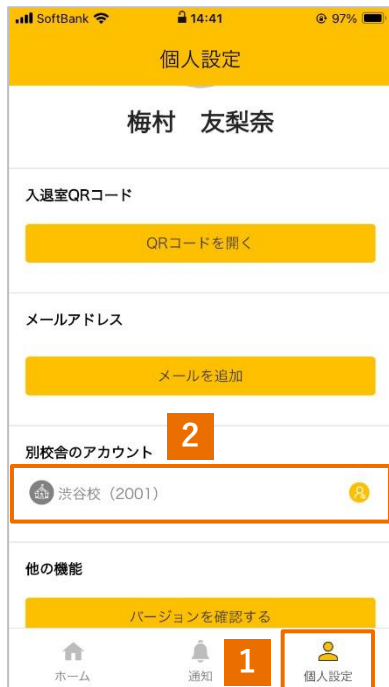 SoftBank 14:41 97%
個人設定
梅村 友梨奈
入退室QRコード
QRコードを開く
メールアドレス
メールを追加
2
別校舎のアカウント
渋谷校（2001）
他の機能
バージョンを確認する
1
ホーム 通知 個人設定